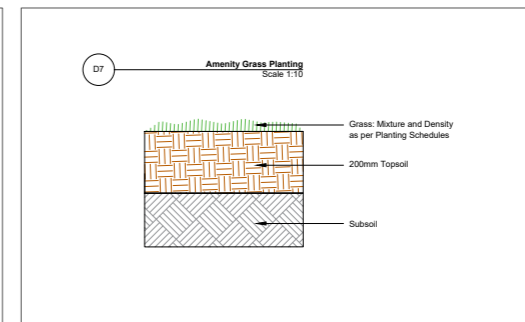 D7
Amenity Grass Planting
Scale 1:10
Grass: Mixture and Density
as per Planting Schedules
200mm Topsoil
Subsoil